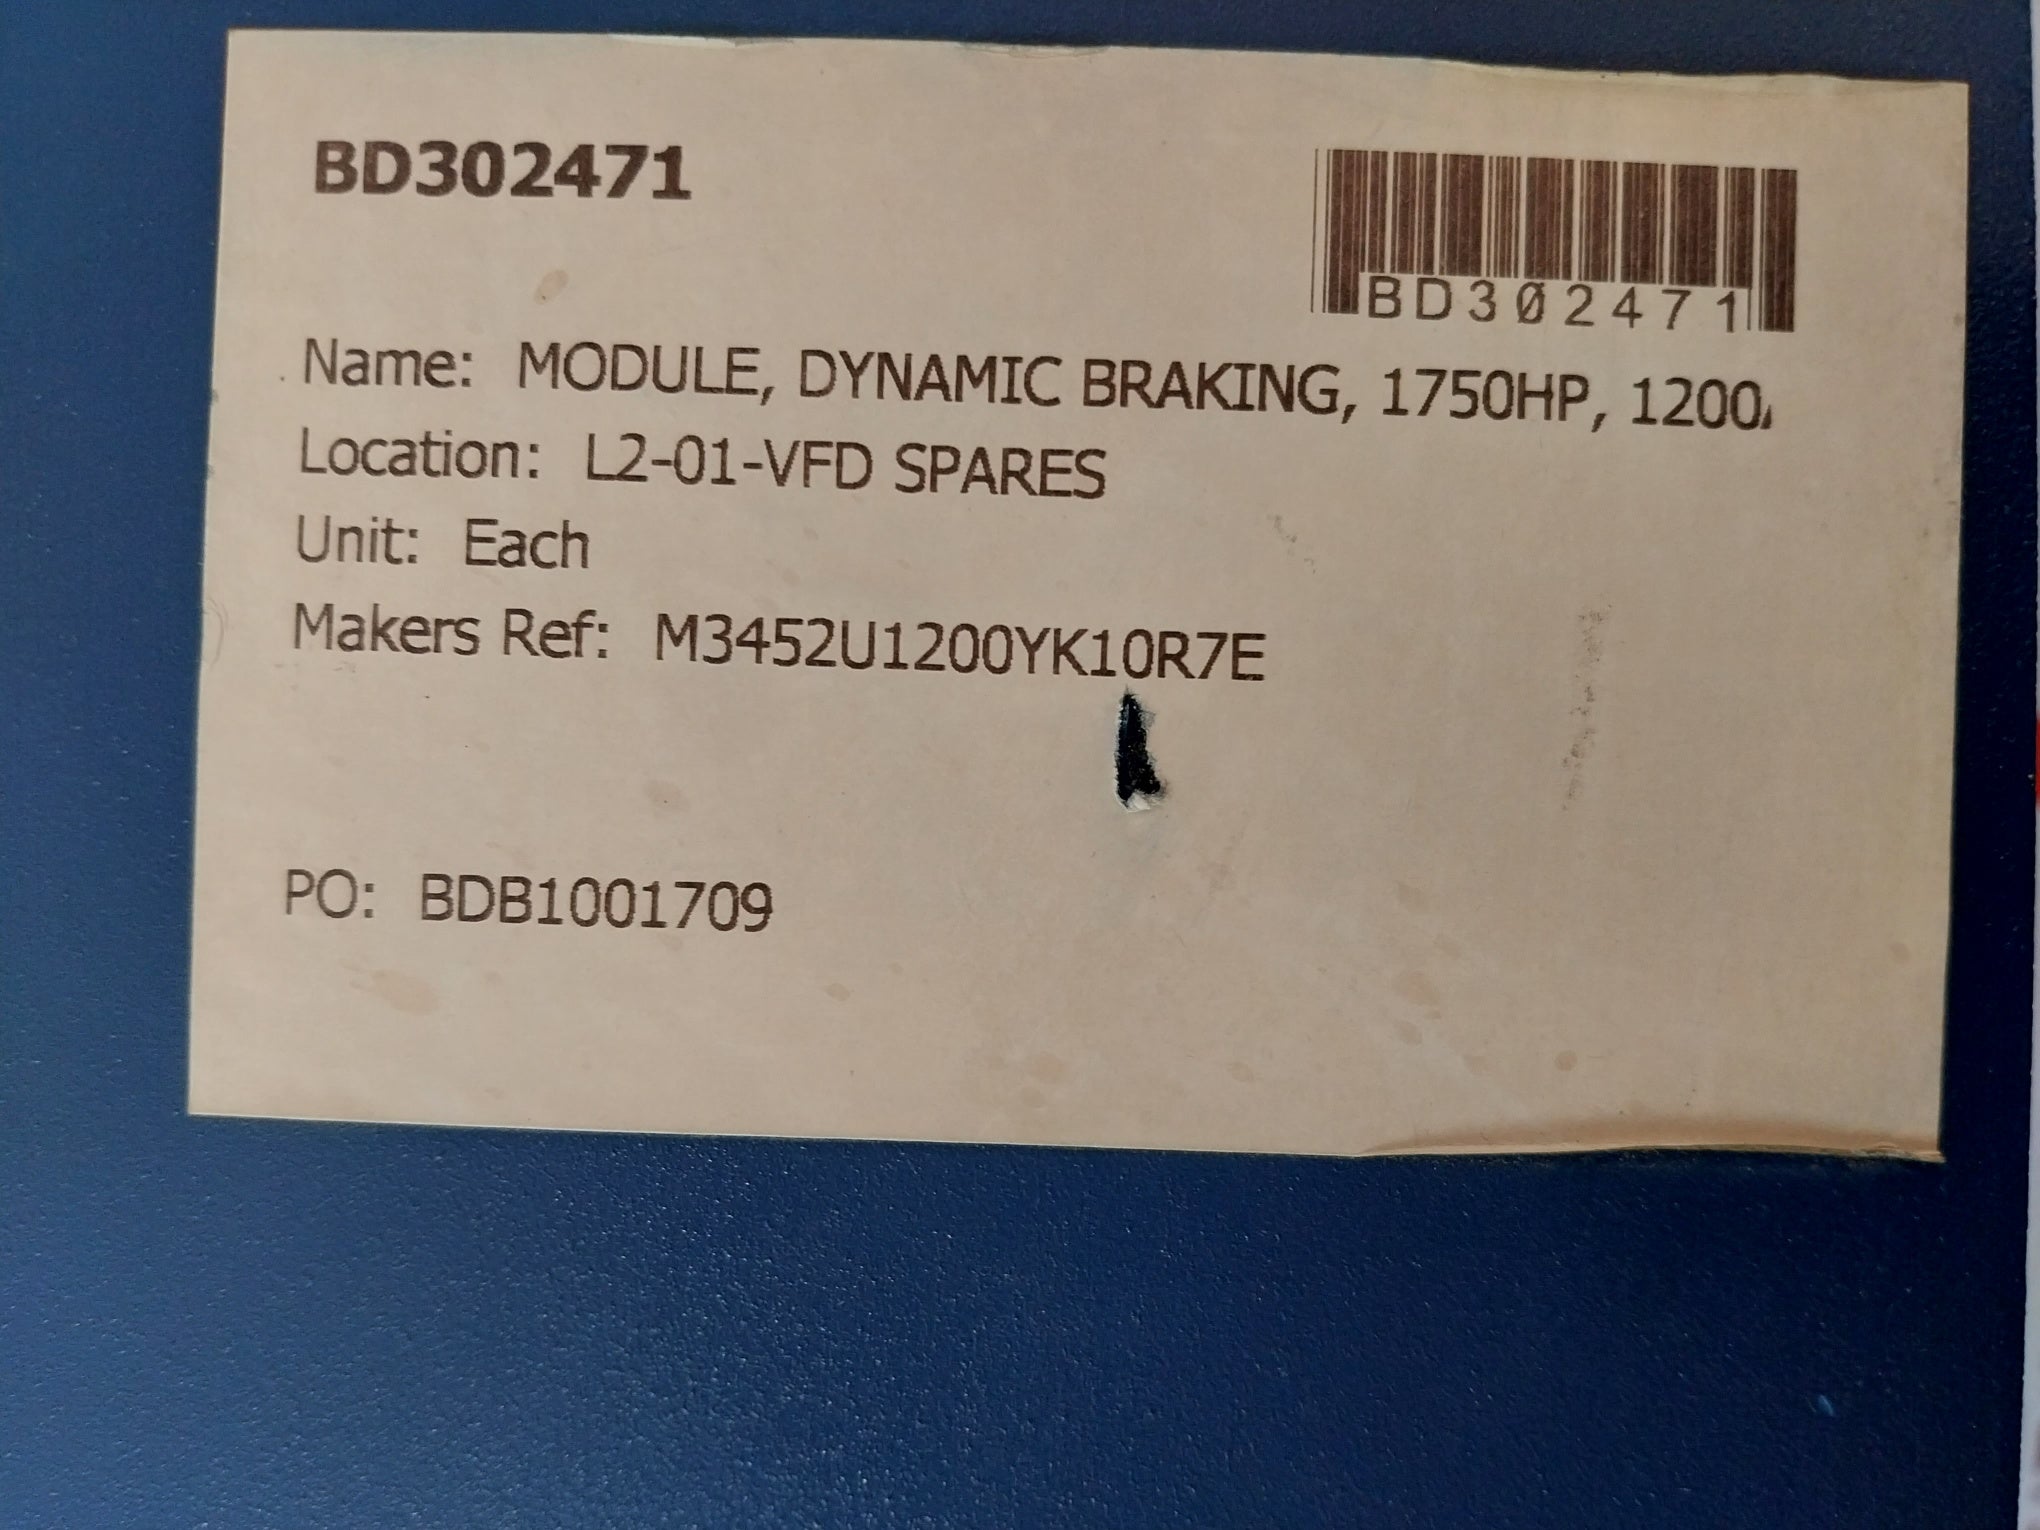 BD302471
BD302471
Name: MODULE, DYNAMIC BRAKING, 1750HP, 1200
Location: L2-01-VFD SPARES
Unit: Each
Makers Ref: M3452U1200YK10R7E
PO: BDB1001709